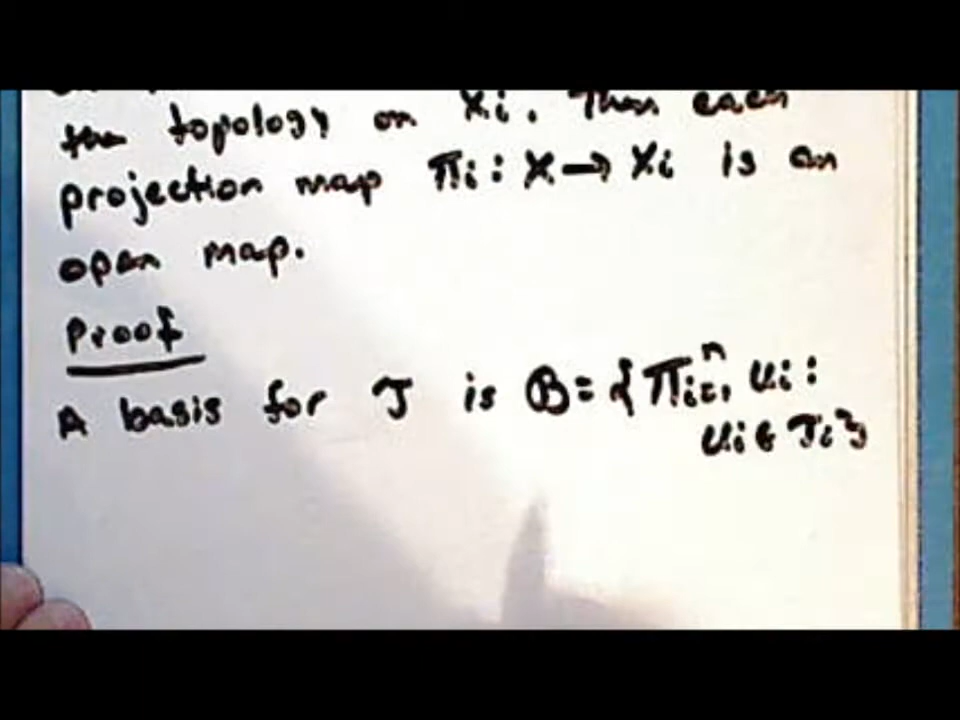 the topology on Xi. Then each
projection map πi: X → Xi is an
open map.
Proof
A basis for J is B = {∏i=1^n Ui:
Ui ∈ Ji}